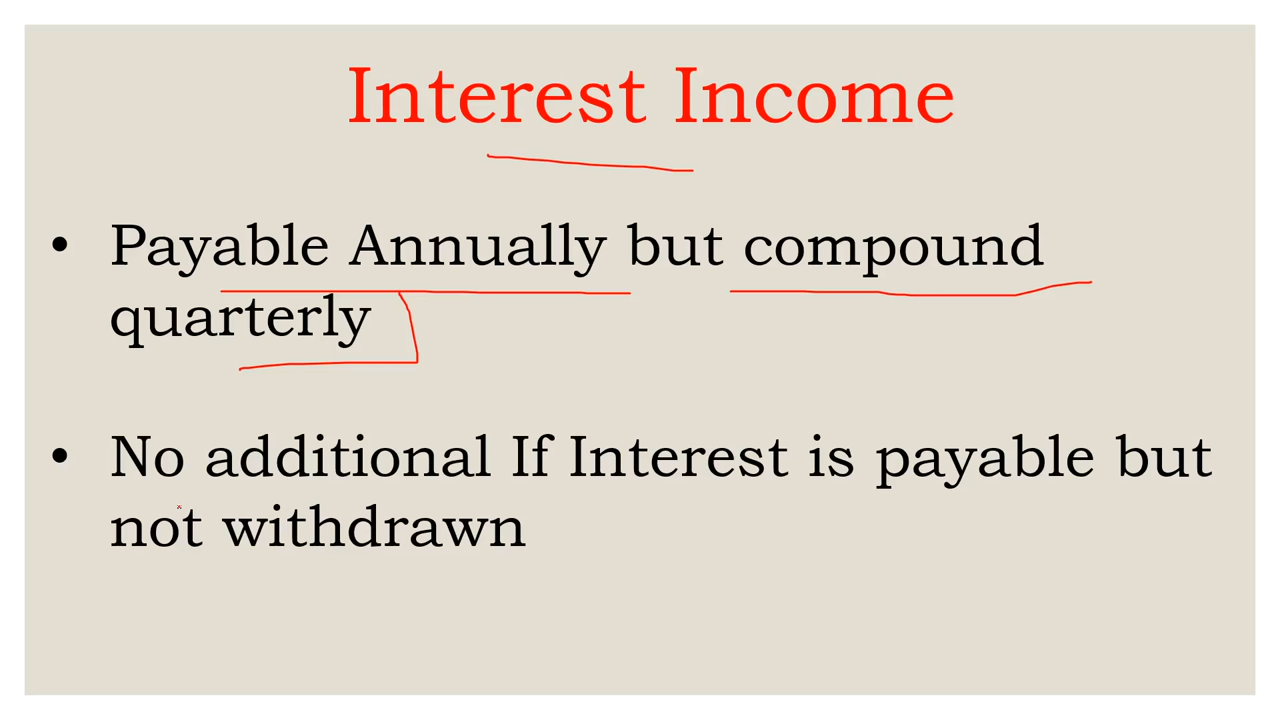 Interest Income
• Payable Annually but compound
quarterly
• No additional If Interest is payable but
not withdrawn